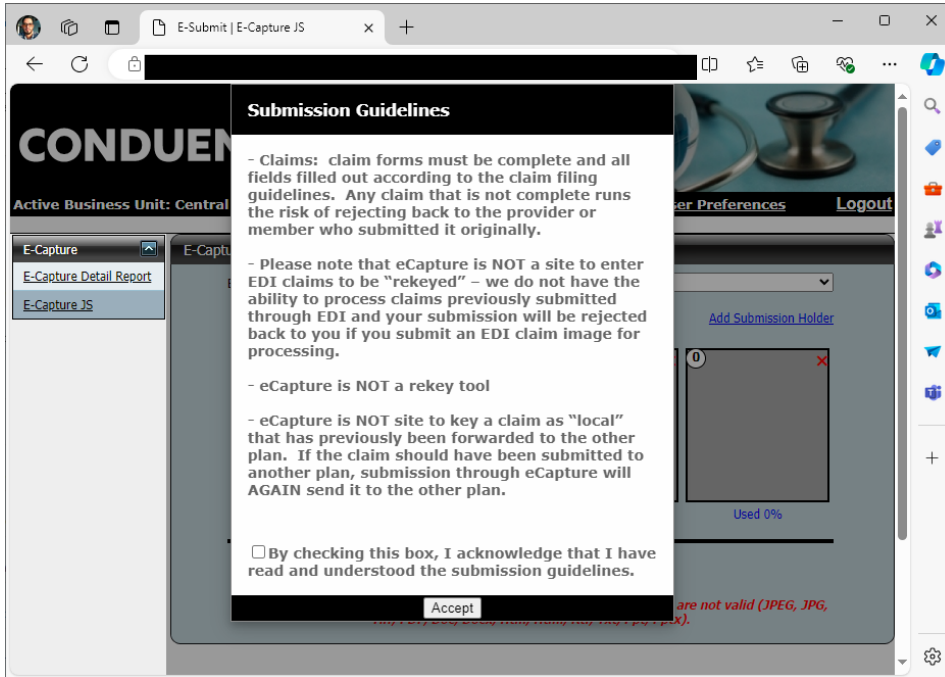 E-Submit | E-Capture JS
Submission Guidelines
CONDUEN
- Claims: claim forms must be complete and all
fields filled out according to the claim filing
guidelines. Any claim that is not complete runs
the risk of rejecting back to the provider or
member who submitted it originally.
Active Business Unit: Central
ser Preferences
Logout
E-Capture
E-Capture Detail Report
E-Capture JS
E-Captu
- Please note that eCapture is NOT a site to enter
EDI claims to be “rekeyed” – we do not have the
ability to process claims previously submitted
through EDI and your submission will be rejected
back to you if you submit an EDI claim image for
processing.
Add Submission Holder
0
- eCapture is NOT a rekey tool
- eCapture is NOT site to key a claim as “local”
that has previously been forwarded to the other
plan. If the claim should have been submitted to
another plan, submission through eCapture will
AGAIN send it to the other plan.
Used 0%
By checking this box, I acknowledge that I have
read and understood the submission guidelines.
Accept
are not valid (JPEG, JPG,